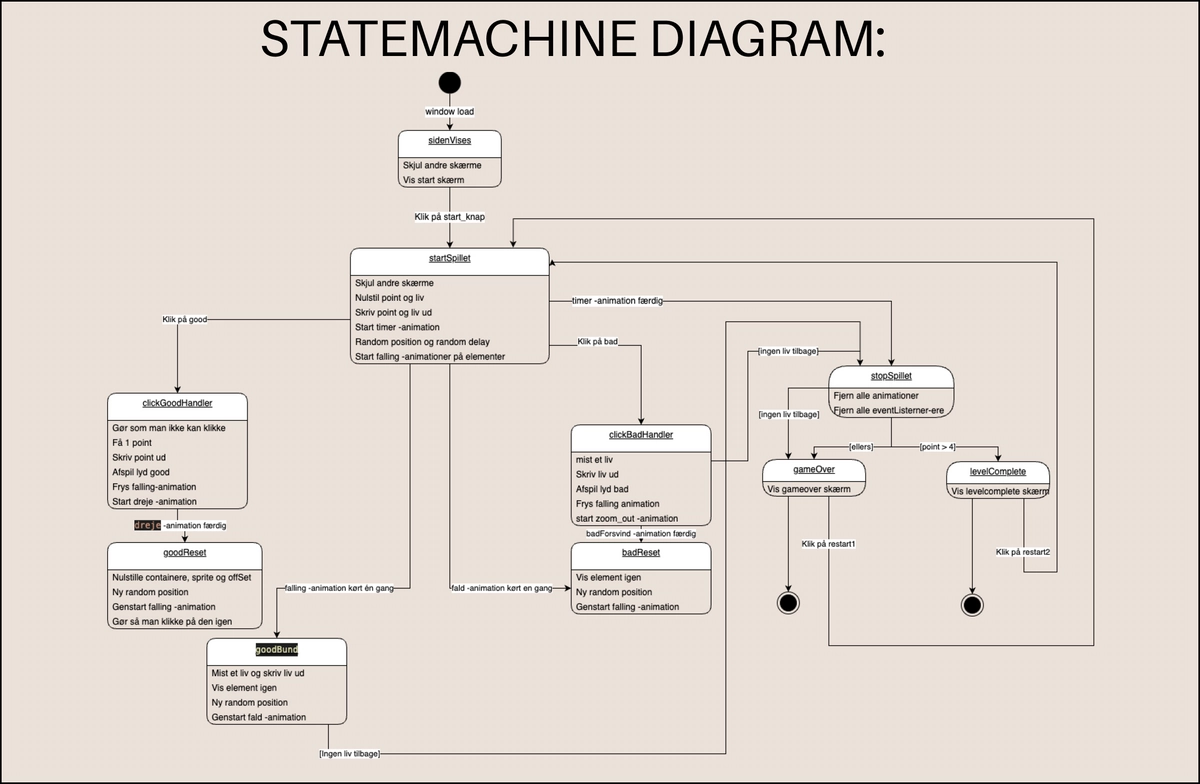 STATEMACHINE DIAGRAM:
window load
sidenVises
Skjul andre skærme
Vis start skærm
Klik på start_knap
startSpillet
Skjul andre skærme
Nulstil point og liv
Skriv point og liv ud
Start timer -animation
Random position og random delay
Start falling -animationer på elementer
timer -animation færdig
Klik på good
Klik på bad
[ingen liv tilbage]
stopSpillet
Fjern alle animationer
Fjern alle eventListerner-ere
[ingen liv tilbage]
[ellers]
[point > 4]
clickGoodHandler
Gør som man ikke kan klikke
Få 1 point
Skriv point ud
Afspil lyd good
Frys falling-animation
Start dreje -animation
clickBadHandler
mist et liv
Skriv liv ud
Afspil lyd bad
Frys falling animation
start zoom_out -animation
gameOver
Vis gameover skærm
levelComplete
Vis levelcomplete skærm
dreje -animation færdig
badForsvind -animation færdig
Klik på restart1
Klik på restart2
goodReset
Nulstille containere, sprite og offSet
Ny random position
Genstart falling -animation
Gør så man klikke på den igen
falling -animation kørt én gang
fald -animation kørt en gang
badReset
Vis element igen
Ny random position
Genstart falling -animation
goodBund
Mist et liv og skriv liv ud
Vis element igen
Ny random position
Genstart fald -animation
[Ingen liv tilbage]